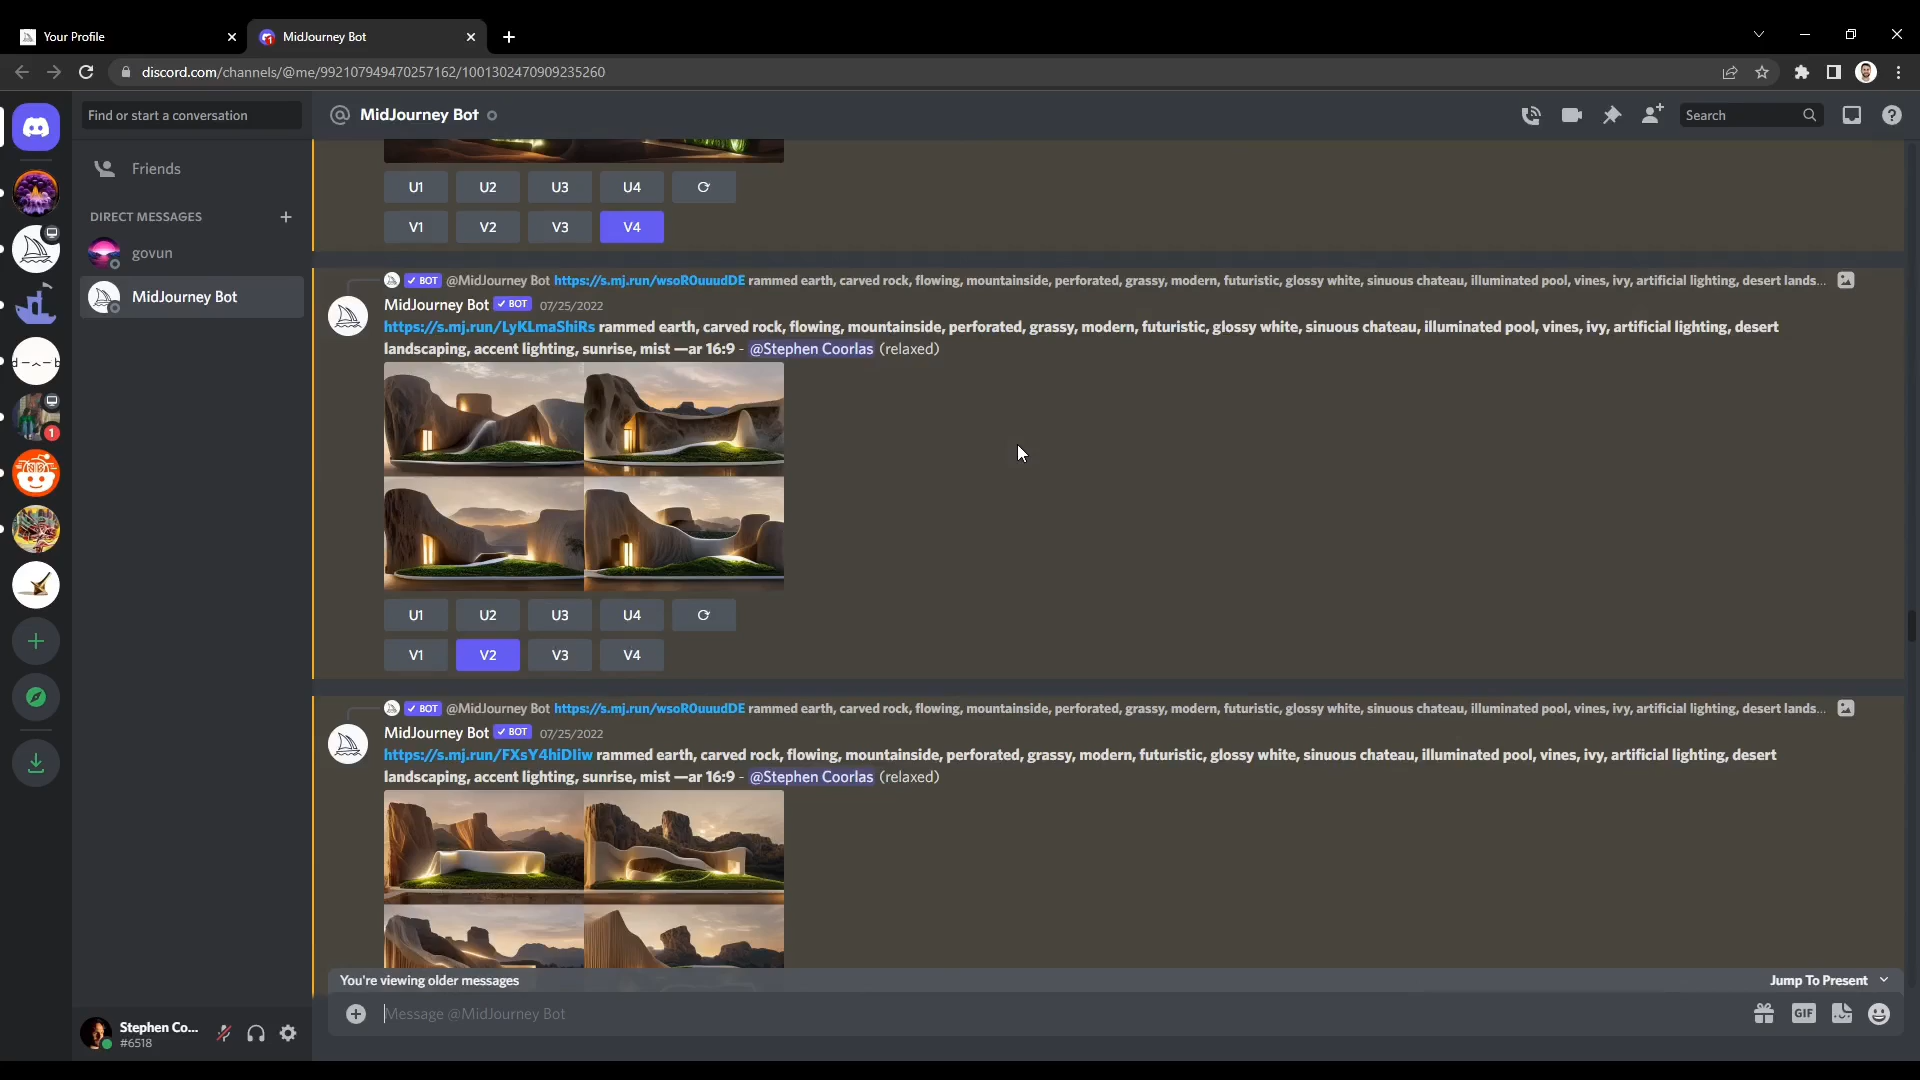 Your Profile
MidJourney Bot
discord.com/channels/@me/992107949470257162/1001302470909235260
Find or start a conversation
MidJourney Bot
Search
Friends
DIRECT MESSAGES
govun
MidJourney Bot
U1 U2 U3 U4
V1 V2 V3 V4
BOT @MidJourney Bot https://s.mj.run/wsoR0uuudDE rammed earth, carved rock, flowing, mountainside, perforated, grassy, modern, futuristic, glossy white, sinuous chateau, illuminated pool, vines, ivy, artificial lighting, desert lands...
MidJourney Bot BOT 07/25/2022
https://s.mj.run/LyKLmaShiRs rammed earth, carved rock, flowing, mountainside, perforated, grassy, modern, futuristic, glossy white, sinuous chateau, illuminated pool, vines, ivy, artificial lighting, desert
landscaping, accent lighting, sunrise, mist —ar 16:9 - @Stephen Coorlas (relaxed)
U1 U2 U3 U4
V1 V2 V3 V4
BOT @MidJourney Bot https://s.mj.run/wsoR0uuudDE rammed earth, carved rock, flowing, mountainside, perforated, grassy, modern, futuristic, glossy white, sinuous chateau, illuminated pool, vines, ivy, artificial lighting, desert lands...
MidJourney Bot BOT 07/25/2022
https://s.mj.run/FXsY4hiDIiw rammed earth, carved rock, flowing, mountainside, perforated, grassy, modern, futuristic, glossy white, sinuous chateau, illuminated pool, vines, ivy, artificial lighting, desert
landscaping, accent lighting, sunrise, mist —ar 16:9 - @Stephen Coorlas (relaxed)
You're viewing older messages
Jump To Present
Message @MidJourney Bot
GIF
Stephen Co...
#6518
1